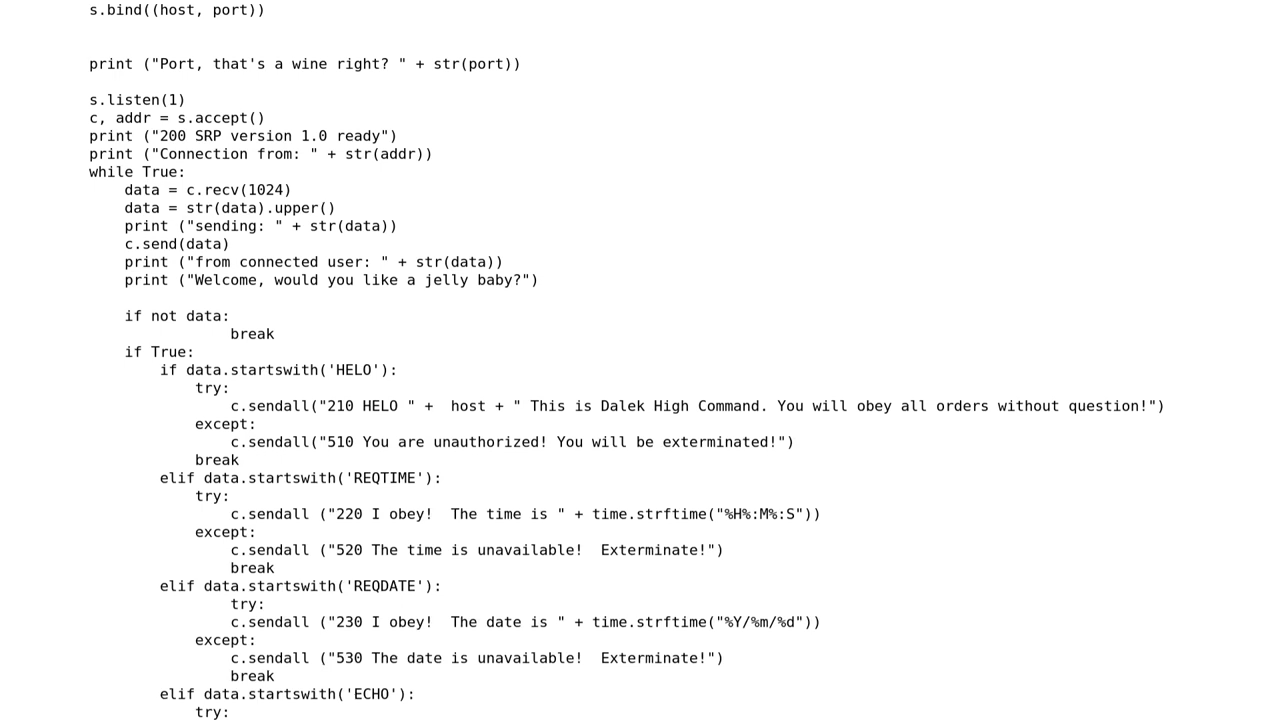 s.bind((host, port))
print ("Port, that's a wine right? " + str(port))
s.listen(1)
c, addr = s.accept()
print ("200 SRP version 1.0 ready")
print ("Connection from: " + str(addr))
while True:
    data = c.recv(1024)
    data = str(data).upper()
    print ("sending: " + str(data))
    c.send(data)
    print ("from connected user: " + str(data))
    print ("Welcome, would you like a jelly baby?")
    if not data:
                break
    if True:
        if data.startswith('HELO'):
            try:
                c.sendall("210 HELO " +  host + " This is Dalek High Command. You will obey all orders without question!")
            except:
                c.sendall("510 You are unauthorized! You will be exterminated!")
            break
        elif data.startswith('REQTIME'):
            try:
                c.sendall ("220 I obey!  The time is " + time.strftime("%H%:M%:S"))
            except:
                c.sendall ("520 The time is unavailable!  Exterminate!")
                break
        elif data.startswith('REQDATE'):
                try:
                c.sendall ("230 I obey!  The date is " + time.strftime("%Y/%m/%d"))
            except:
                c.sendall ("530 The date is unavailable!  Exterminate!")
                break
        elif data.startswith('ECHO'):
            try: